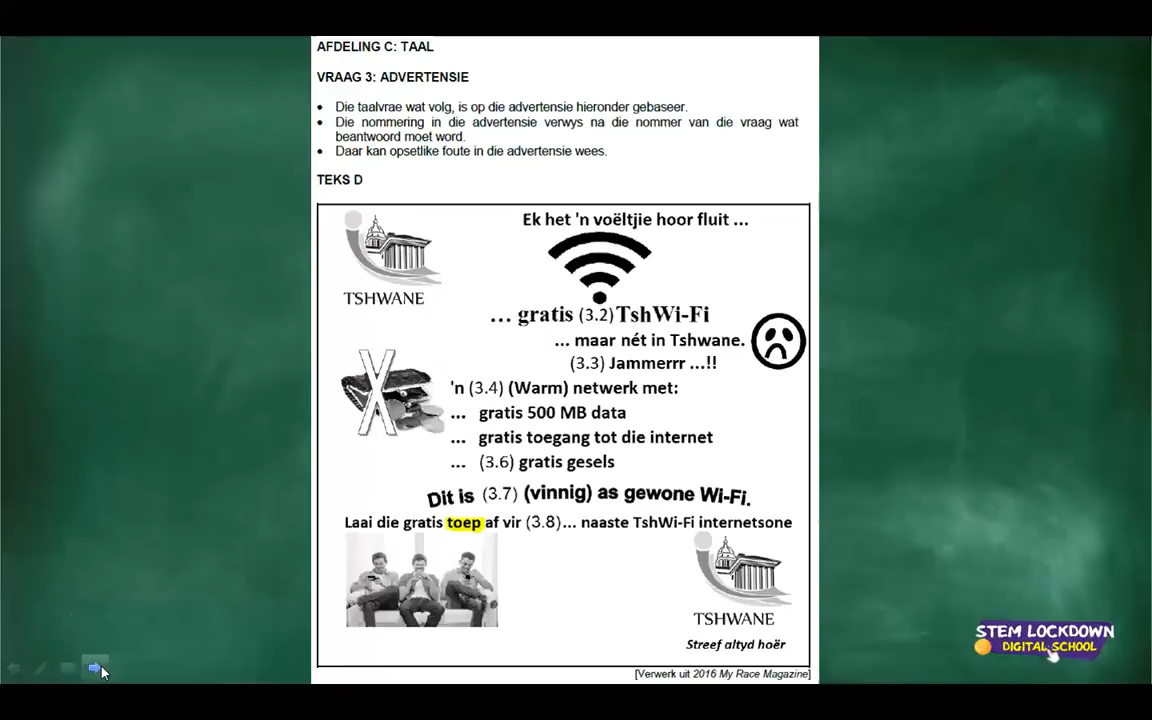 AFDELING C: TAAL
VRAAG 3: ADVERTENSIE
• Die taalvrae wat volg, is op die advertensie hieronder gebaseer.
• Die nommering in die advertensie verwys na die nommer van die vraag wat
beantwoord moet word.
• Daar kan opsetlike foute in die advertensie wees.
TEKS D
TSHWANE
Ek het 'n voëltjie hoor fluit ...
... gratis (3.2) TshWi-Fi
... maar nét in Tshwane.
(3.3) Jammerrr ...!!
X
'n (3.4) (Warm) netwerk met:
... gratis 500 MB data
... gratis toegang tot die internet
... (3.6) gratis gesels
Dit is (3.7) (vinnig) as gewone Wi-Fi.
Laai die gratis toep af vir (3.8)... naaste TshWi-Fi internetsone
TSHWANE
Streef altyd hoër
[Verwerk uit 2016 My Race Magazine]
STEM LOCKDOWN
DIGITAL SCHOOL